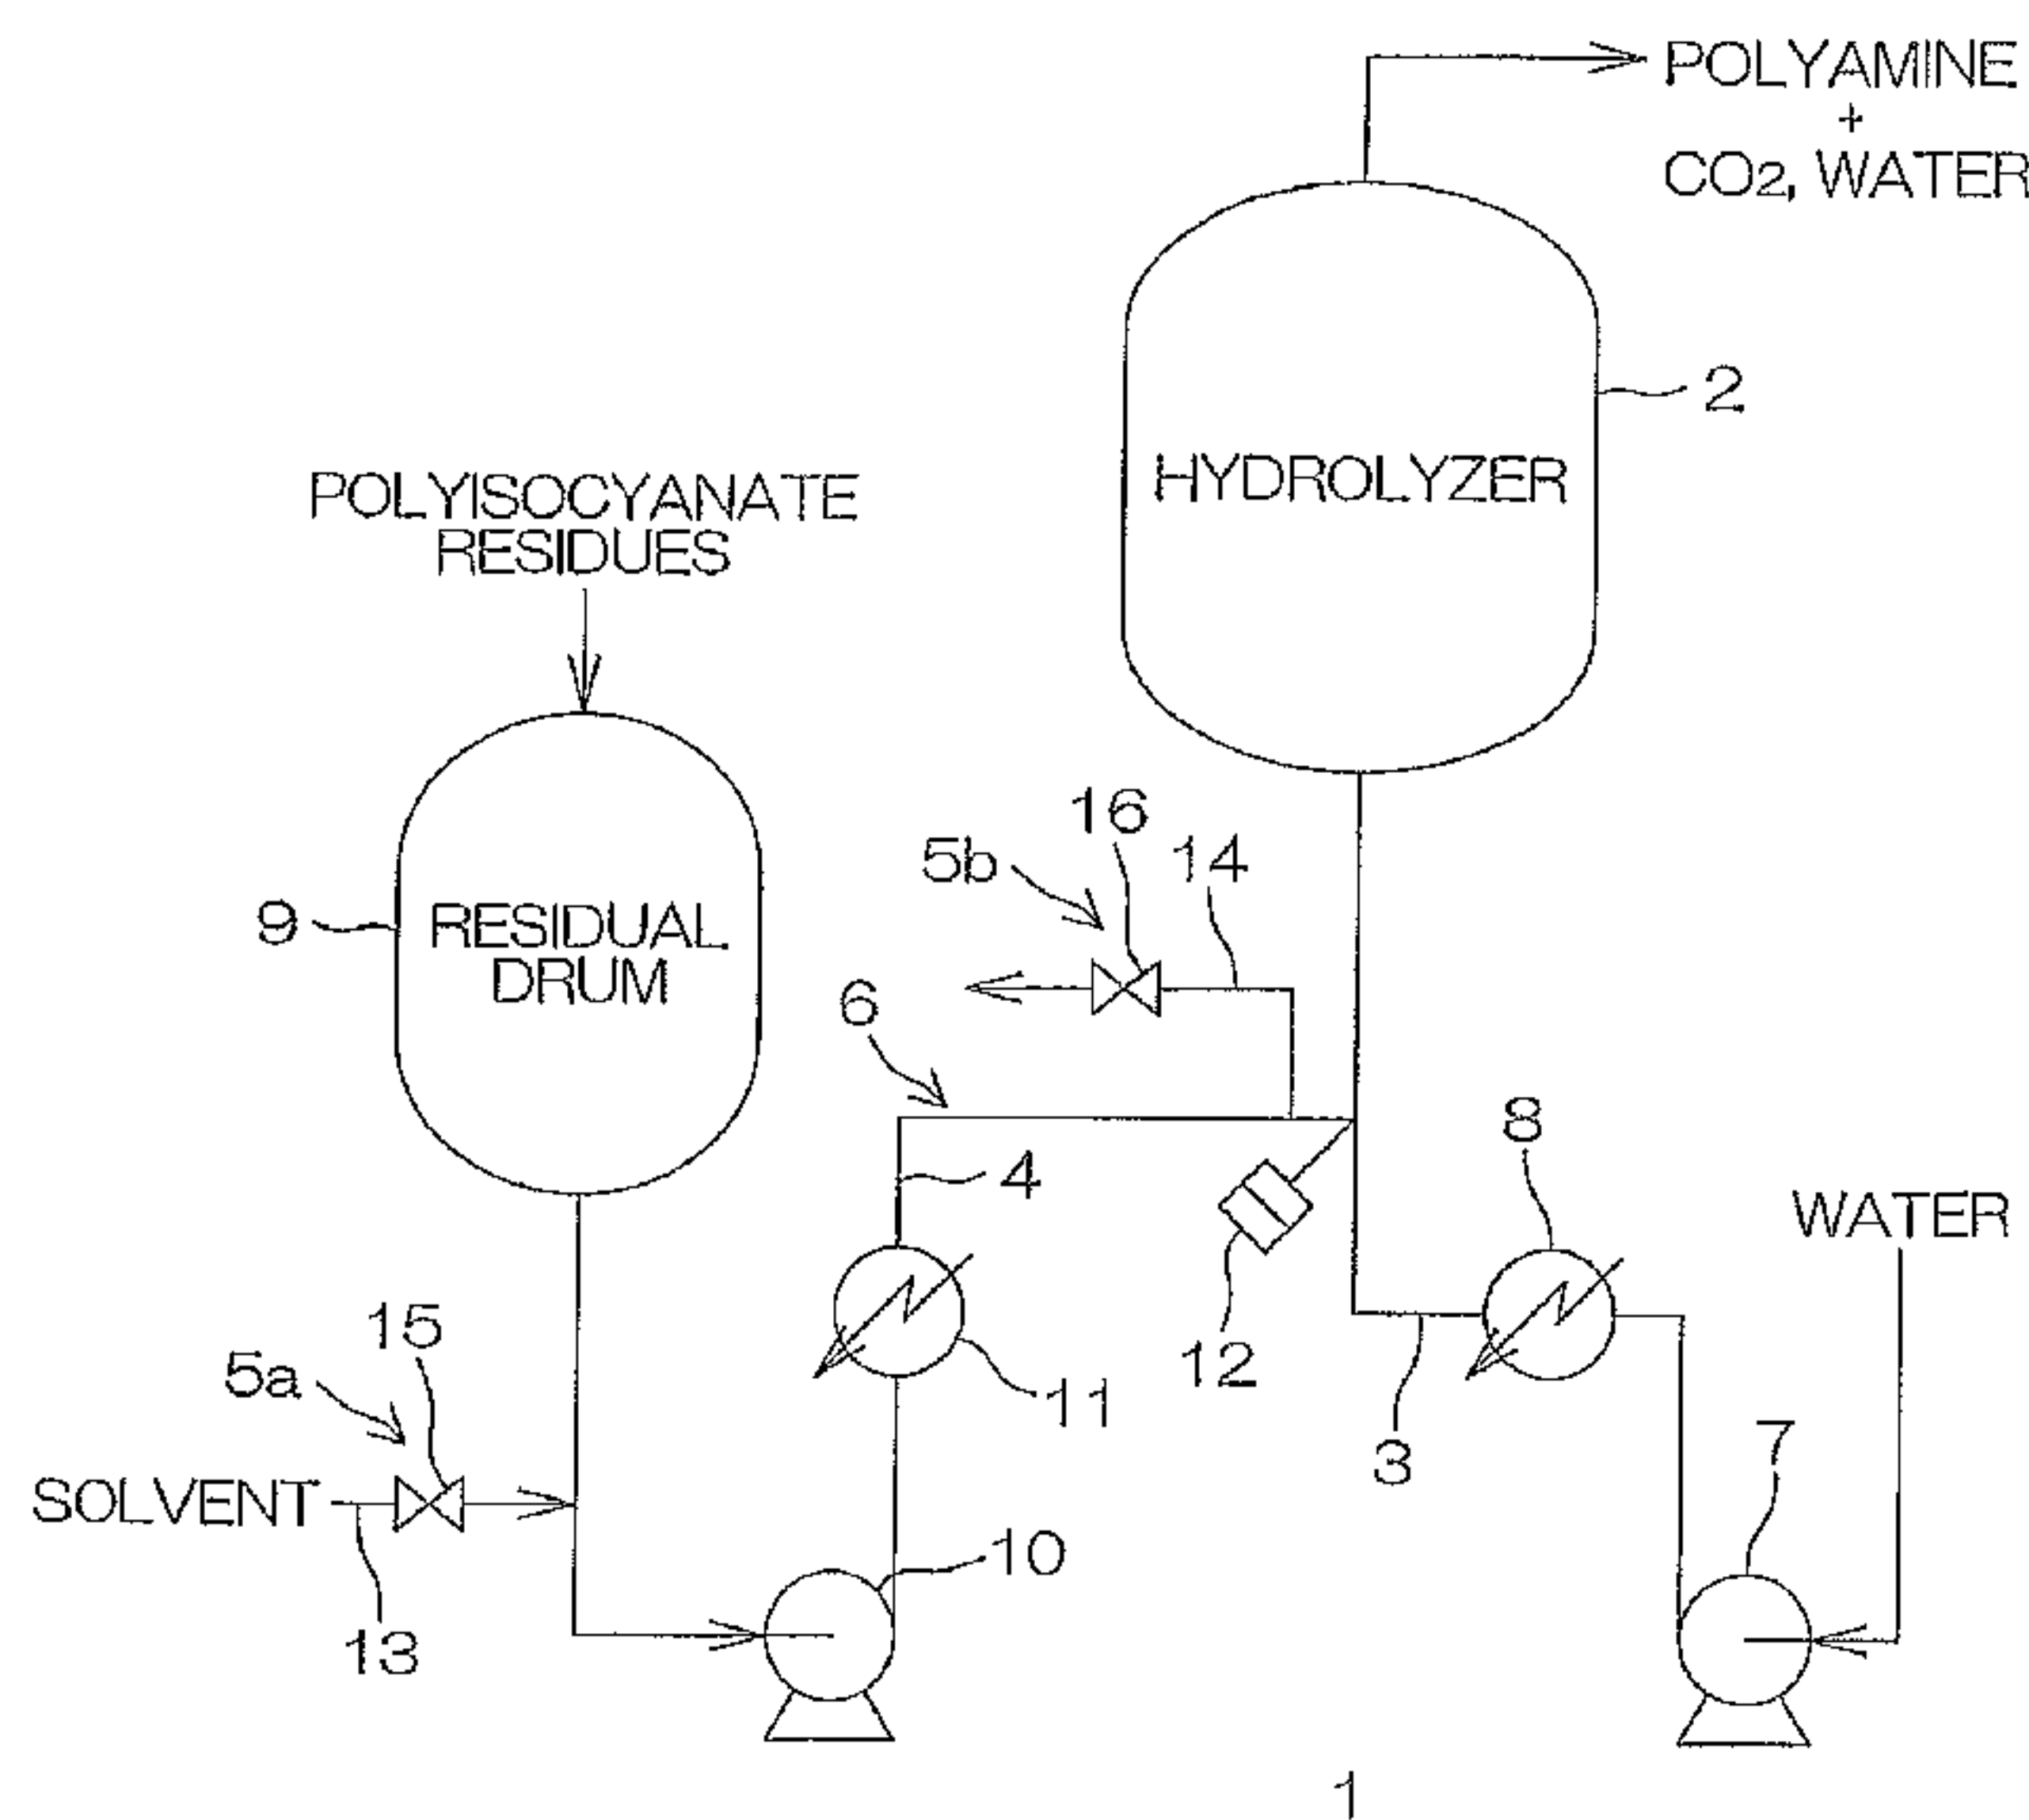 POLYAMINE
+
CO2, WATER
2
HYDROLYZER
POLYISOCYANATE
RESIDUES
16
5b
14
9
RESIDUAL
DRUM
6
8
4
WATER
15
12
5a
11
3
7
SOLVENT
10
13
1